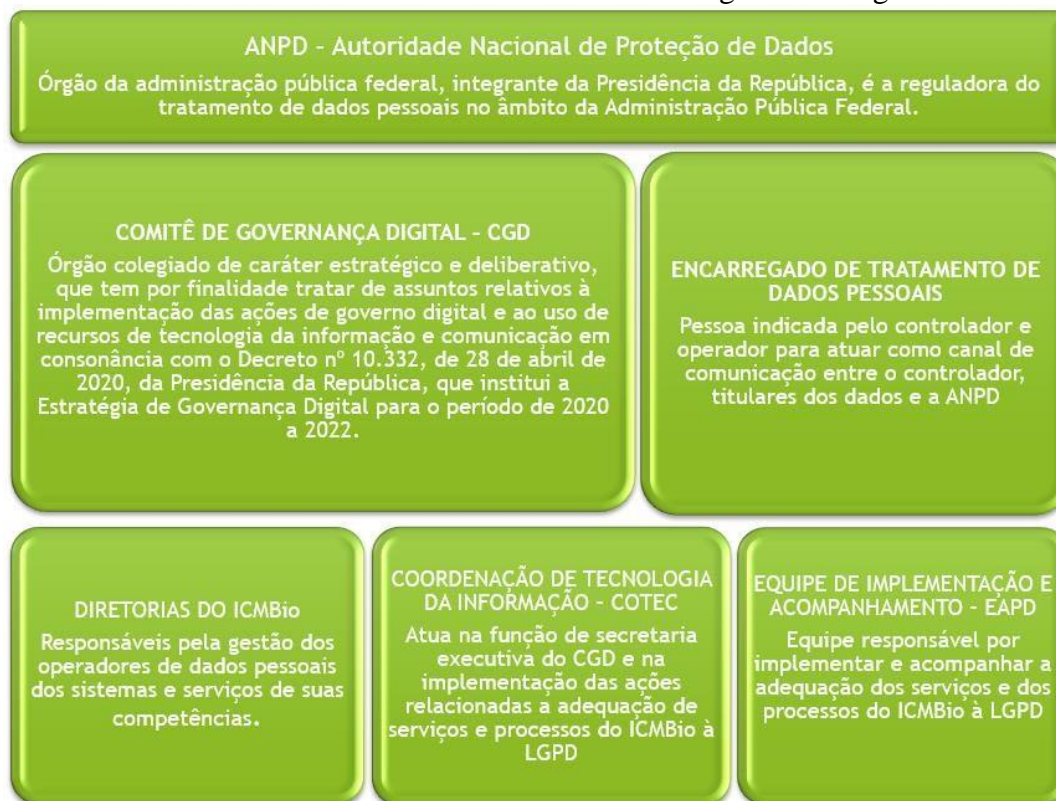 ANPD – Autoridade Nacional de Proteção de Dados
Órgão da administração pública federal, integrante da Presidência da República, é a reguladora do
tratamento de dados pessoais no âmbito da Administração Pública Federal.
COMITÊ DE GOVERNANÇA DIGITAL – CGD
Órgão colegiado de caráter estratégico e deliberativo,
que tem por finalidade tratar de assuntos relativos à
implementação das ações de governo digital e ao uso de
recursos de tecnologia da informação e comunicação em
consonância com o Decreto nº 10.332, de 28 de abril de
2020, da Presidência da República, que institui a
Estratégia de Governança Digital para o período de 2020
a 2022.
ENCARREGADO DE TRATAMENTO DE
DADOS PESSOAIS
Pessoa indicada pelo controlador e
operador para atuar como canal de
comunicação entre o controlador,
titulares dos dados e a ANPD
DIRETORIAS DO ICMBio
Responsáveis pela gestão dos
operadores de dados pessoais
dos sistemas e serviços de suas
competências.
COORDENAÇÃO DE TECNOLOGIA
DA INFORMAÇÃO – COTEC
Atua na função de secretaria
executiva do CGD e na
implementação das ações
relacionadas a adequação de
serviços e processos do ICMBio à
LGPD
EQUIPE DE IMPLEMENTAÇÃO E
ACOMPANHAMENTO – EAPD
Equipe responsável por
implementar e acompanhar a
adequação dos serviços e dos
processos do ICMBio à LGPD